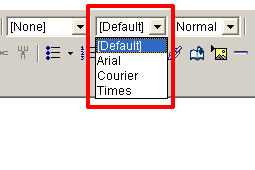 [None] [Default] Normal
[Default]
Arial
Courier
Times